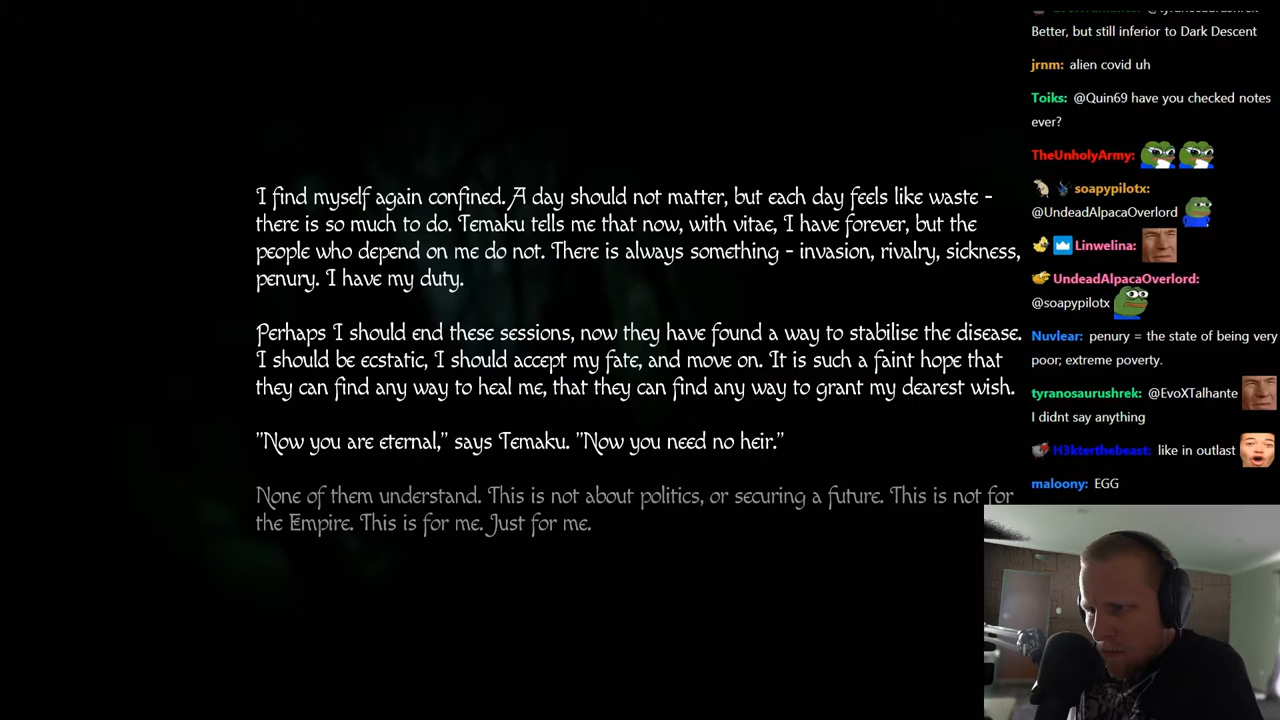 I find myself again confined. A day should not matter, but each day feels like waste -
there is so much to do. Temaku tells me that now, with vitae, I have forever, but the
people who depend on me do not. There is always something - invasion, rivalry, sickness,
penury. I have my duty.
Perhaps I should end these sessions, now they have found a way to stabilise the disease.
I should be ecstatic, I should accept my fate, and move on. It is such a faint hope that
they can find any way to heal me, that they can find any way to grant my dearest wish.
"Now you are eternal," says Temaku. "Now you need no heir."
None of them understand. This is not about politics, or securing a future. This is not for
the Empire. This is for me. Just for me.
Better, but still inferior to Dark Descent
jrnm: alien covid uh
Toiks: @Quin69 have you checked notes
ever?
TheUnholyArmy:
soapypilotx:
@UndeadAlpacaOverlord
Linwelina:
UndeadAlpacaOverlord:
@soapypilotx
Nuvlear: penury = the state of being very
poor; extreme poverty.
tyranosaurushrek: @EvoXTalhante
I didnt say anything
H3kterthebeast: like in outlast
maloony: EGG